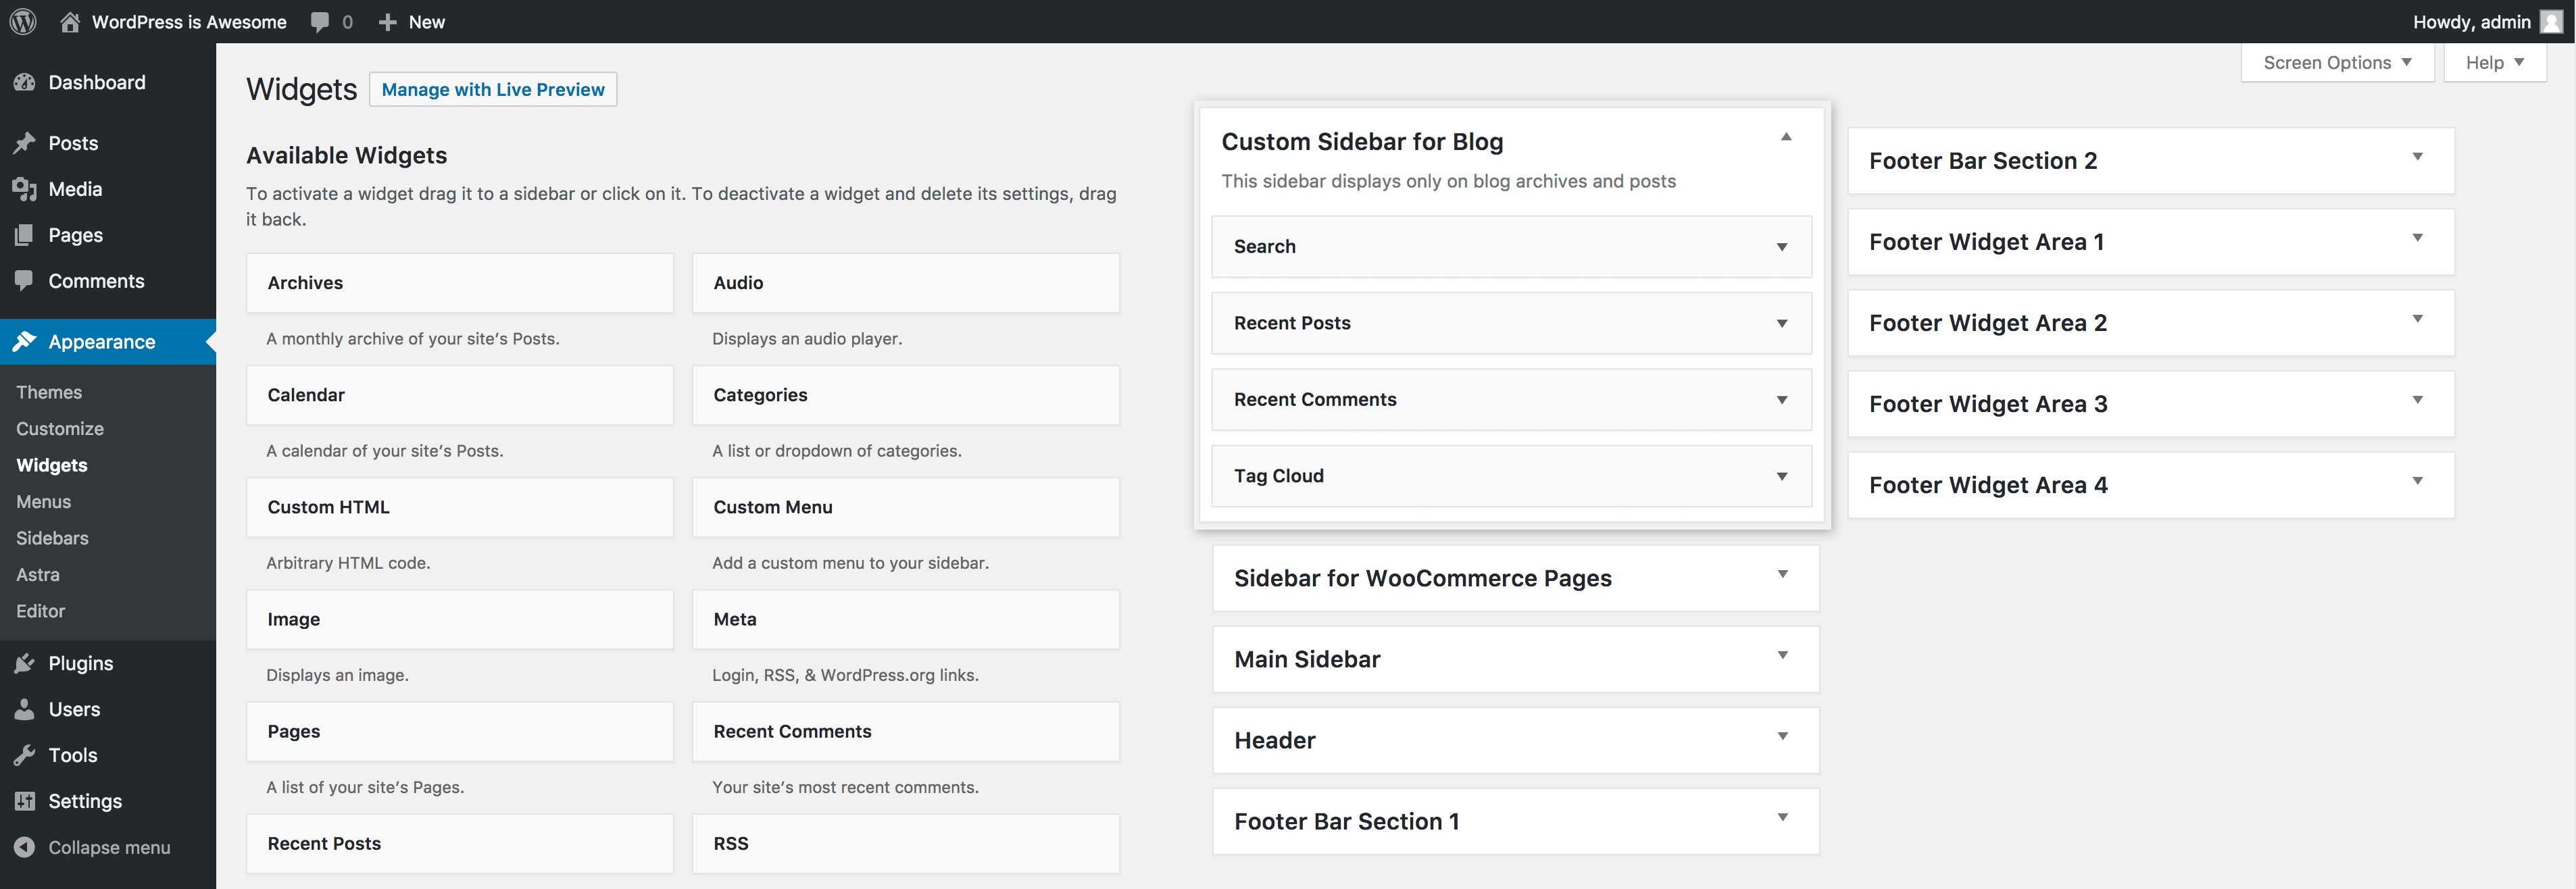 WordPress is Awesome
0
New
Howdy, admin
Dashboard
Posts
Media
Pages
Comments
Appearance
Themes
Customize
Widgets
Menus
Sidebars
Astra
Editor
Plugins
Users
Tools
Settings
Collapse menu
Screen Options
Help
Widgets
Manage with Live Preview
Available Widgets
To activate a widget drag it to a sidebar or click on it. To deactivate a widget and delete its settings, drag
it back.
Archives
A monthly archive of your site’s Posts.
Audio
Displays an audio player.
Calendar
A calendar of your site’s Posts.
Categories
A list or dropdown of categories.
Custom HTML
Arbitrary HTML code.
Custom Menu
Add a custom menu to your sidebar.
Image
Displays an image.
Meta
Login, RSS, & WordPress.org links.
Pages
A list of your site’s Pages.
Recent Comments
Your site’s most recent comments.
Recent Posts
RSS
Custom Sidebar for Blog
This sidebar displays only on blog archives and posts
Search
Recent Posts
Recent Comments
Tag Cloud
Sidebar for WooCommerce Pages
Main Sidebar
Header
Footer Bar Section 1
Footer Bar Section 2
Footer Widget Area 1
Footer Widget Area 2
Footer Widget Area 3
Footer Widget Area 4